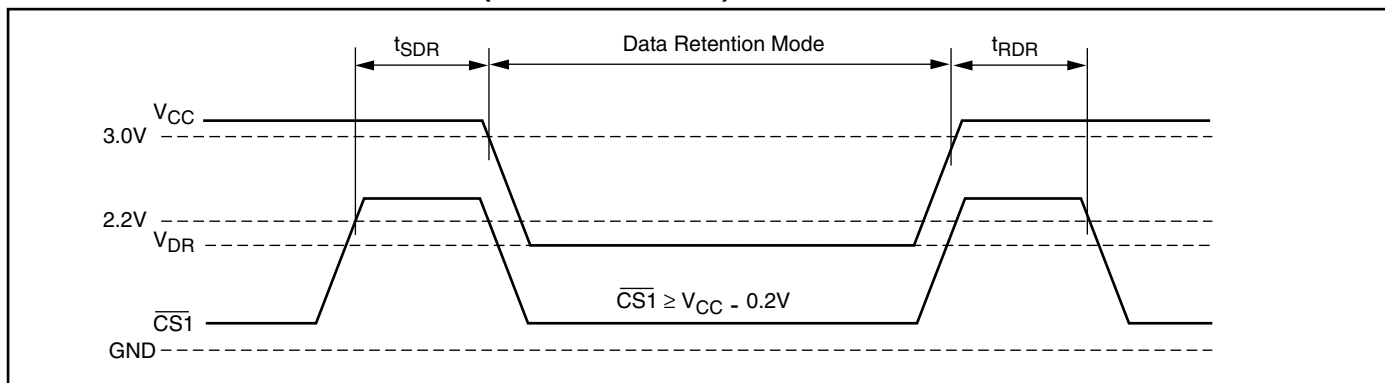 tSDR Data Retention Mode tRDR
VCC
3.0V
2.2V
VDR
CS1 ≥ VCC - 0.2V
CS1
GND